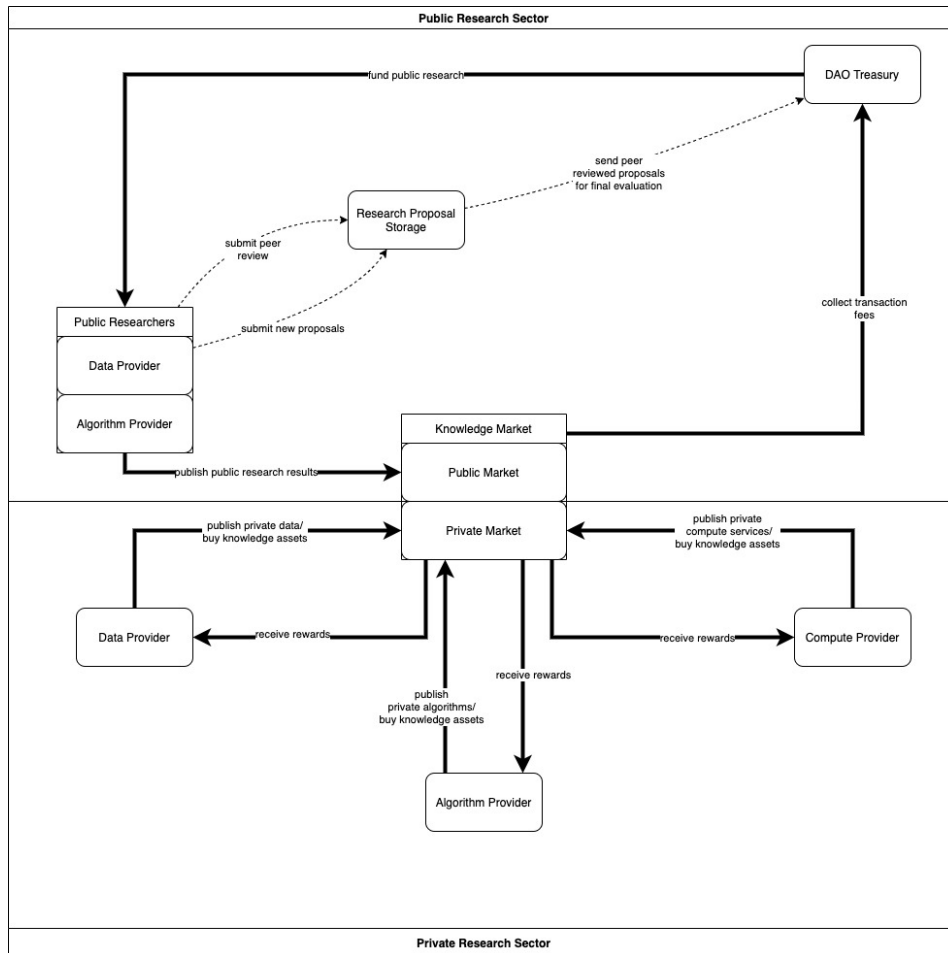 Public Research Sector
fund public research
DAO Treasury
send peer
reviewed proposals
for final evaluation
Research Proposal
Storage
submit peer
review
submit new proposals
collect transaction
fees
Public Researchers
Data Provider
Algorithm Provider
Knowledge Market
Public Market
publish public research results
Private Market
publish private data/
buy knowledge assets
publish private
compute services/
buy knowledge assets
Data Provider
receive rewards
receive rewards
Compute Provider
receive rewards
publish
private algorithms/
buy knowledge assets
Algorithm Provider
Private Research Sector